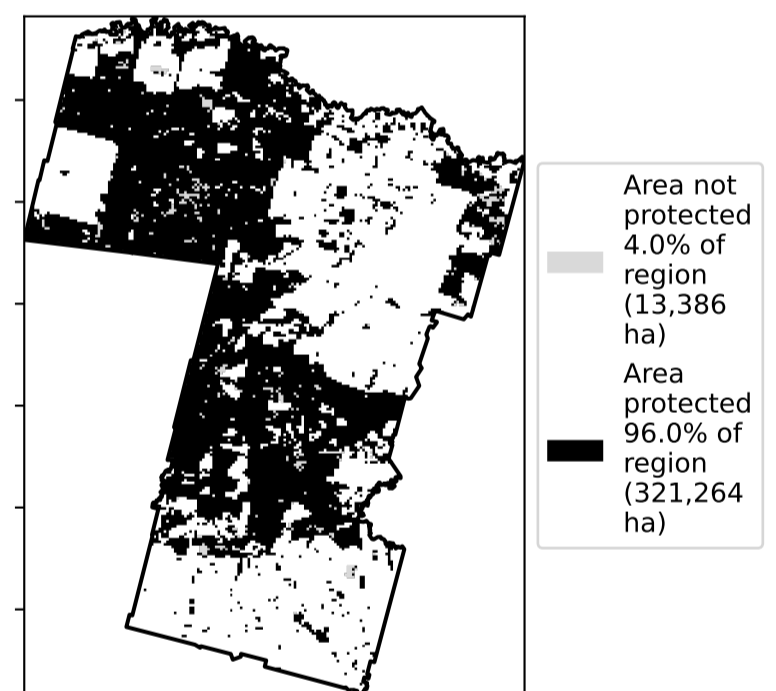 Area not
protected
4.0% of
region
(13,386
ha)
Area
protected
96.0% of
region
(321,264
ha)